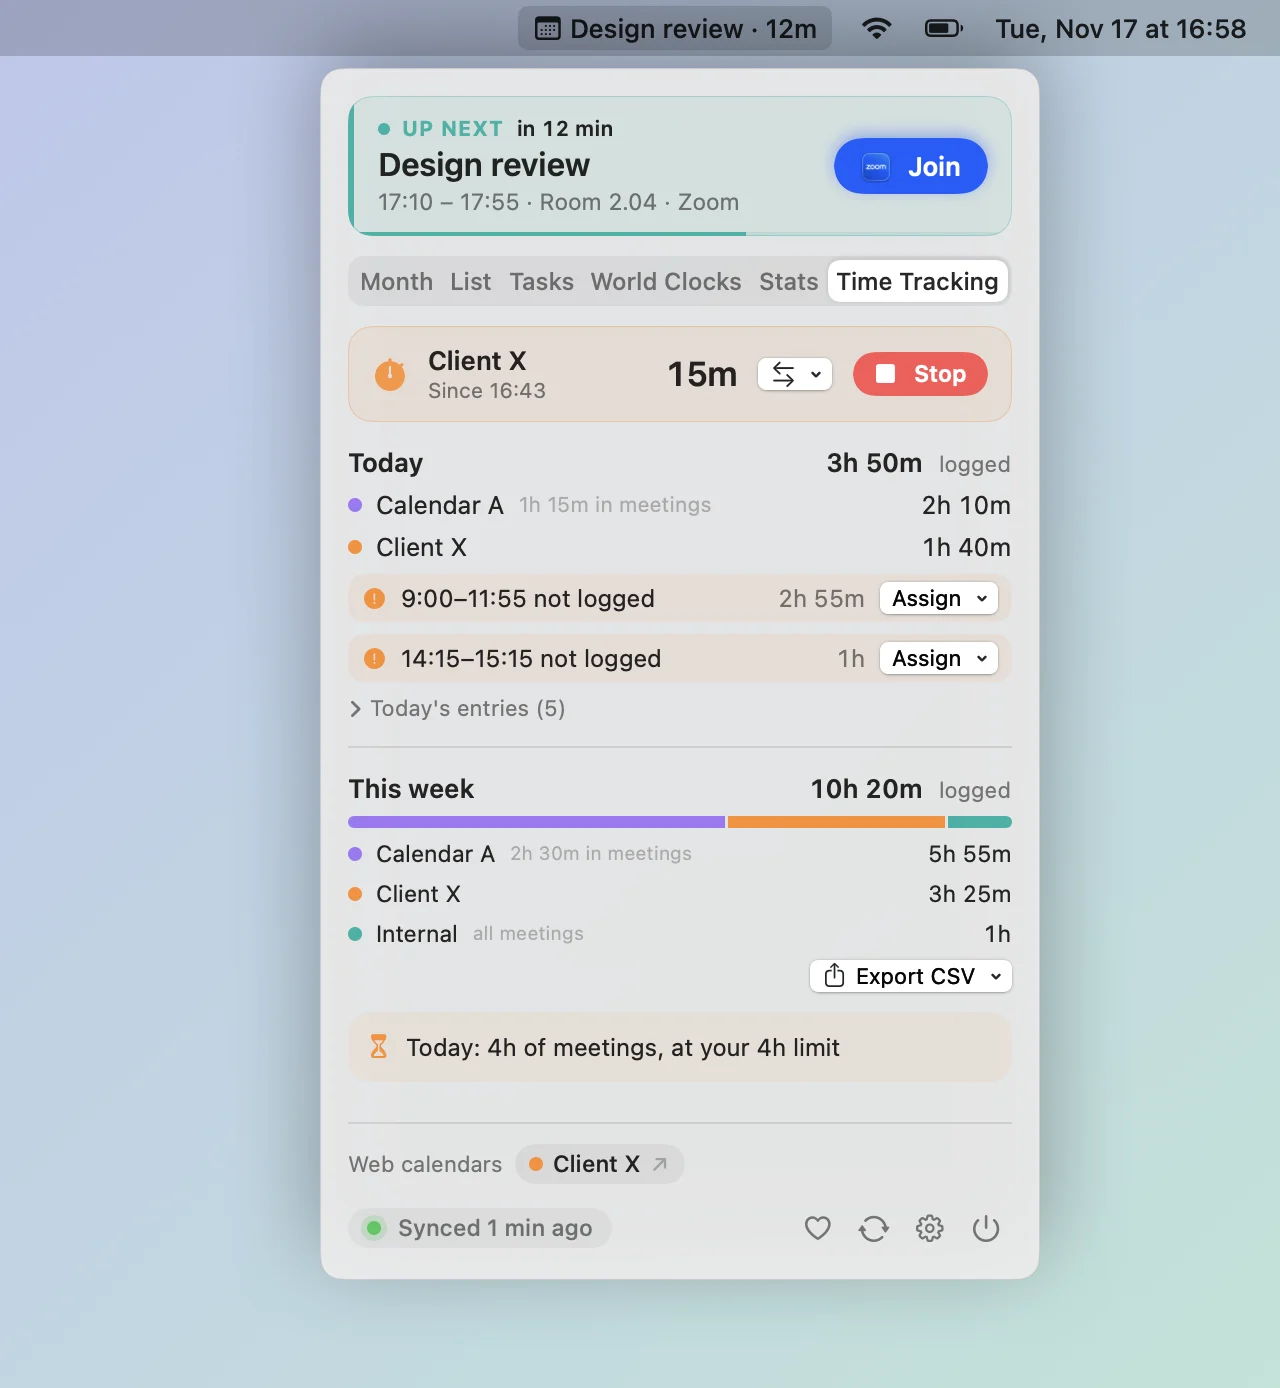 Design review · 12m
Tue, Nov 17 at 16:58
UP NEXT in 12 min
Design review
17:10 – 17:55 · Room 2.04 · Zoom
zoom Join
Month List Tasks World Clocks Stats Time Tracking
Client X
Since 16:43
15m
Stop
Today 3h 50m logged
Calendar A 1h 15m in meetings 2h 10m
Client X 1h 40m
9:00–11:55 not logged 2h 55m Assign
14:15–15:15 not logged 1h Assign
Today's entries (5)
This week 10h 20m logged
Calendar A 2h 30m in meetings 5h 55m
Client X 3h 25m
Internal all meetings 1h
Export CSV
Today: 4h of meetings, at your 4h limit
Web calendars Client X
Synced 1 min ago